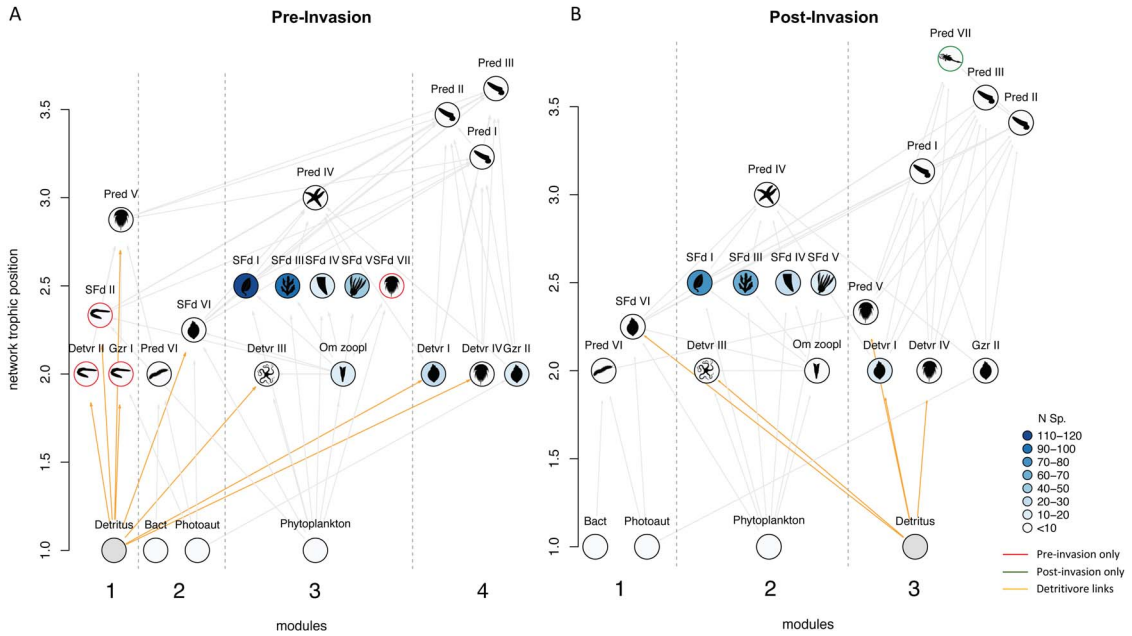 A
Pre-Invasion
B
Post-Invasion
network trophic position
3.5
3.0
2.5
2.0
1.5
1.0
Pred III
Pred II
Pred I
Pred IV
Pred V
SFd I
SFd III
SFd IV
SFd V
SFd VII
SFd II
SFd VI
Detvr II
Gzr I
Pred VI
Detvr III
Om zoopl
Detvr I
Detvr IV
Gzr II
Detritus
Bact
Photoaut
Phytoplankton
1
2
3
4
modules
3.5
3.0
2.5
2.0
1.5
1.0
Pred VII
Pred III
Pred II
Pred I
Pred IV
SFd I
SFd III
SFd IV
SFd V
Pred V
SFd VI
Pred VI
Detvr III
Om zoopl
Detvr I
Detvr IV
Gzr II
Bact
Photoaut
Phytoplankton
Detritus
1
2
3
modules
N Sp.
110–120
90–100
70–80
60–70
40–50
20–30
10–20
<10
Pre-invasion only
Post-invasion only
Detritivore links